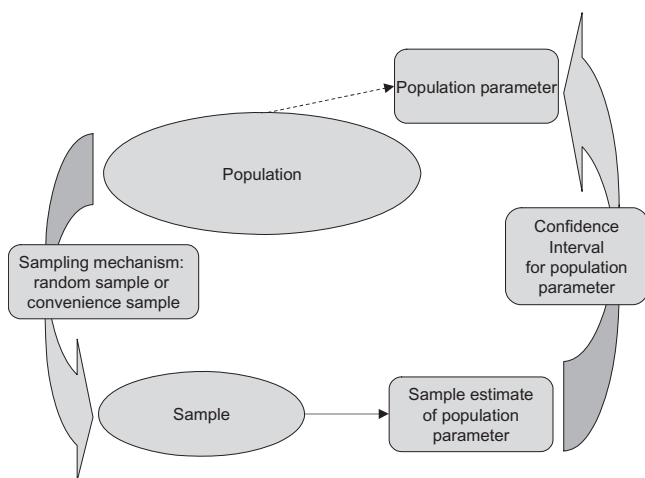 Population parameter
Population
Sampling mechanism:
random sample or
convenience sample
Confidence
Interval
for population
parameter
Sample
Sample estimate
of population
parameter